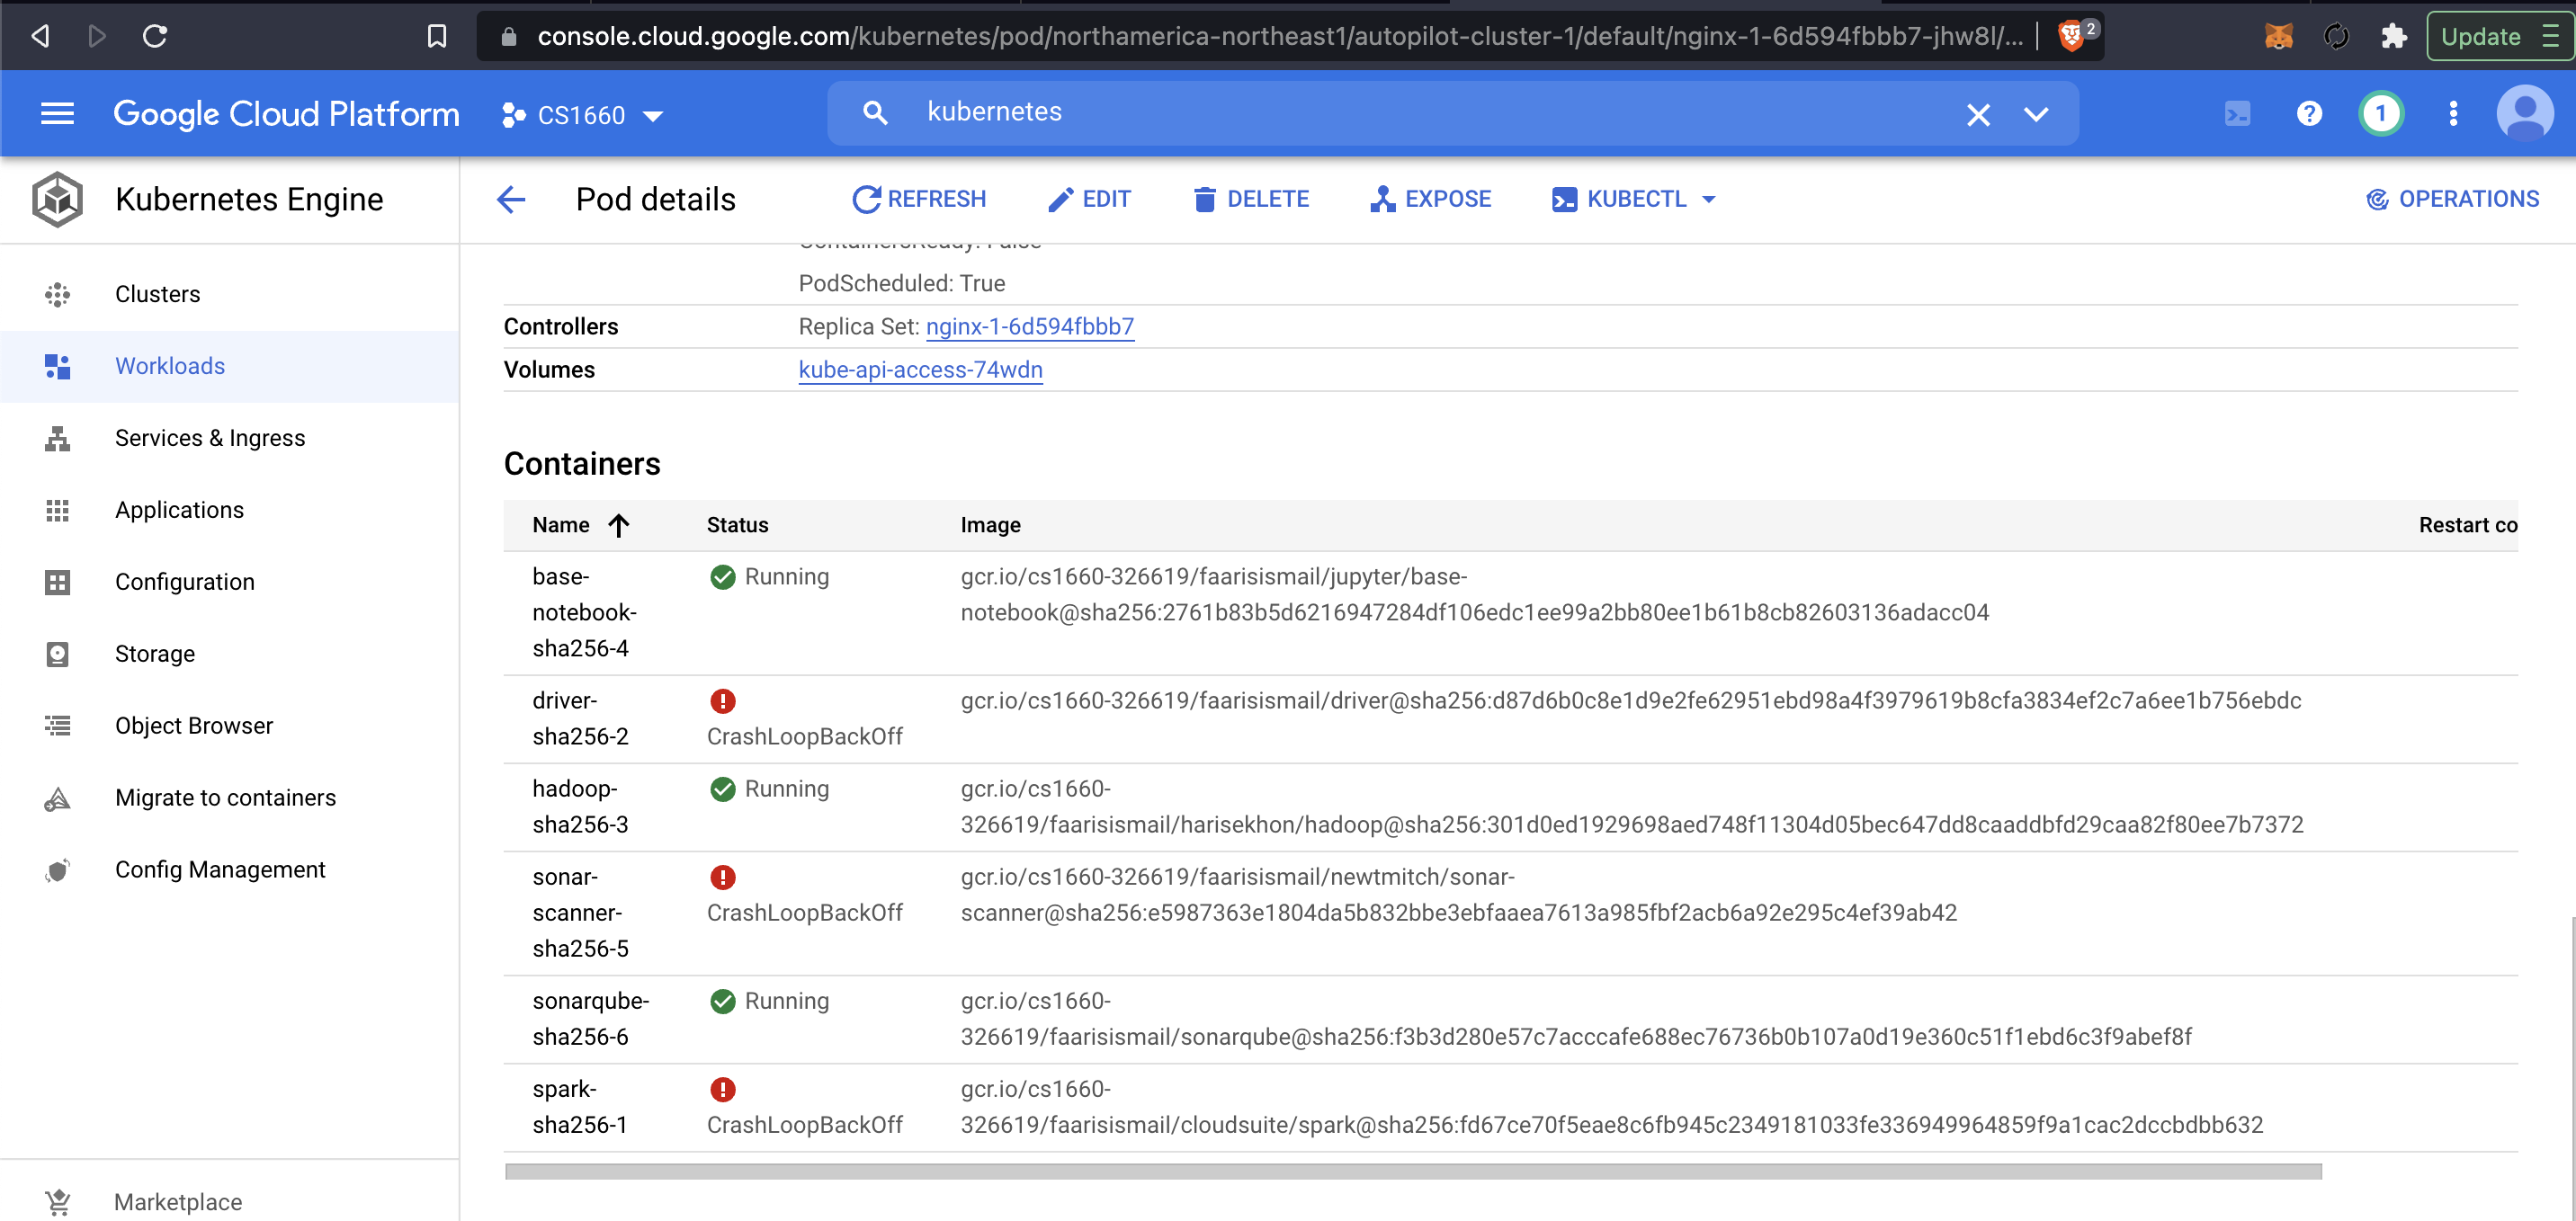 console.cloud.google.com/kubernetes/pod/northamerica-northeast1/autopilot-cluster-1/default/nginx-1-6d594fbbb7-jhw8l/...
2
Update
Google Cloud Platform
CS1660
kubernetes
1
Kubernetes Engine
Pod details
REFRESH
EDIT
DELETE
EXPOSE
KUBECTL
OPERATIONS
Clusters
Workloads
Services & Ingress
Applications
Configuration
Storage
Object Browser
Migrate to containers
Config Management
Marketplace
ContainersReady: False
PodScheduled: True
Controllers
Replica Set: nginx-1-6d594fbbb7
Volumes
kube-api-access-74wdn
Containers
Name
Status
Image
Restart co
base-
notebook-
sha256-4
Running
gcr.io/cs1660-326619/faarisismail/jupyter/base-
notebook@sha256:2761b83b5d6216947284df106edc1ee99a2bb80ee1b61b8cb82603136adacc04
driver-
sha256-2
CrashLoopBackOff
gcr.io/cs1660-326619/faarisismail/driver@sha256:d87d6b0c8e1d9e2fe62951ebd98a4f3979619b8cfa3834ef2c7a6ee1b756ebdc
hadoop-
sha256-3
Running
gcr.io/cs1660-
326619/faarisismail/harisekhon/hadoop@sha256:301d0ed1929698aed748f11304d05bec647dd8caaddbfd29caa82f80ee7b7372
sonar-
scanner-
sha256-5
CrashLoopBackOff
gcr.io/cs1660-326619/faarisismail/newtmitch/sonar-
scanner@sha256:e5987363e1804da5b832bbe3ebfaaea7613a985fbf2acb6a92e295c4ef39ab42
sonarqube-
sha256-6
Running
gcr.io/cs1660-
326619/faarisismail/sonarqube@sha256:f3b3d280e57c7acccafe688ec76736b0b107a0d19e360c51f1ebd6c3f9abef8f
spark-
sha256-1
CrashLoopBackOff
gcr.io/cs1660-
326619/faarisismail/cloudsuite/spark@sha256:fd67ce70f5eae8c6fb945c2349181033fe336949964859f9a1cac2dccbdbb632